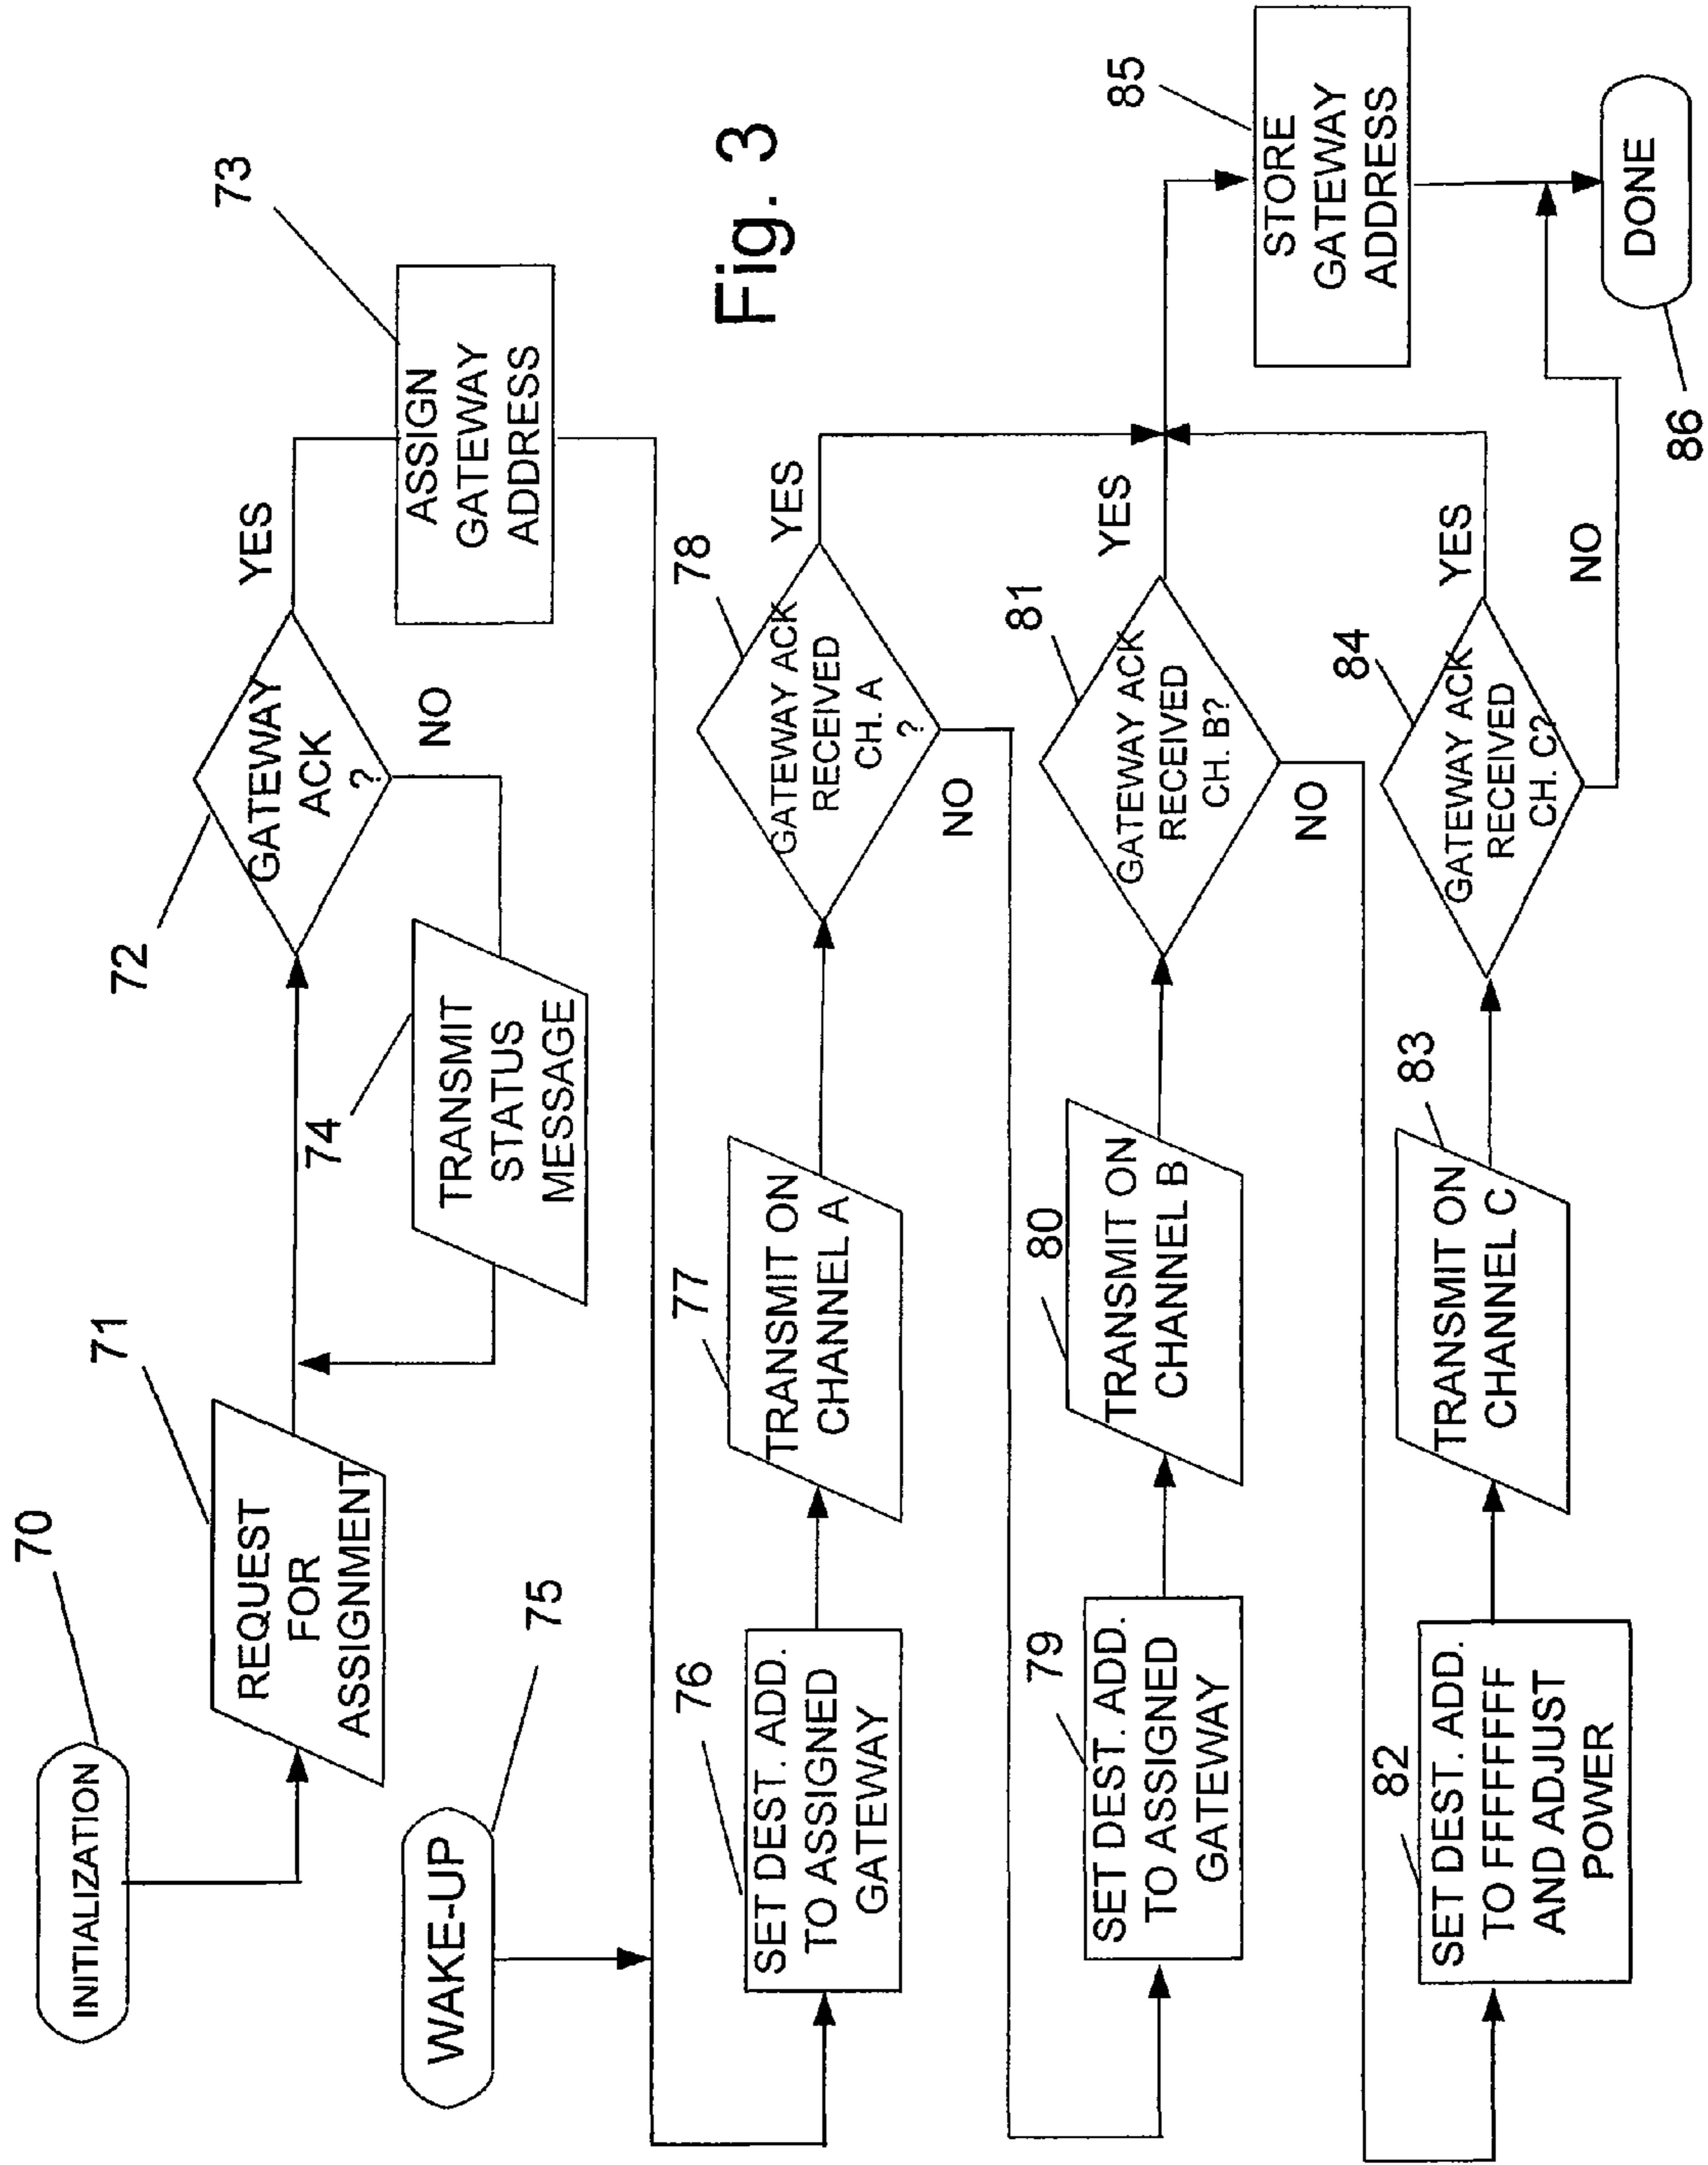 70
INITIALIZATION
71
REQUEST
FOR
ASSIGNMENT
72
GATEWAY
ACK
?
YES
NO
73
ASSIGN
GATEWAY
ADDRESS
74
TRANSMIT
STATUS
MESSAGE
75
WAKE-UP
76
SET DEST. ADD.
TO ASSIGNED
GATEWAY
77
TRANSMIT ON
CHANNEL A
78
GATEWAY ACK
RECEIVED
CH. A
?
YES
NO
Fig. 3
79
SET DEST. ADD.
TO ASSIGNED
GATEWAY
80
TRANSMIT ON
CHANNEL B
81
GATEWAY ACK
RECEIVED
CH. B?
YES
NO
82
SET DEST. ADD.
TO FFFFFFFF
AND ADJUST
POWER
83
TRANSMIT ON
CHANNEL C
84
GATEWAY ACK
RECEIVED
CH. C?
YES
NO
85
STORE
GATEWAY
ADDRESS
86
DONE